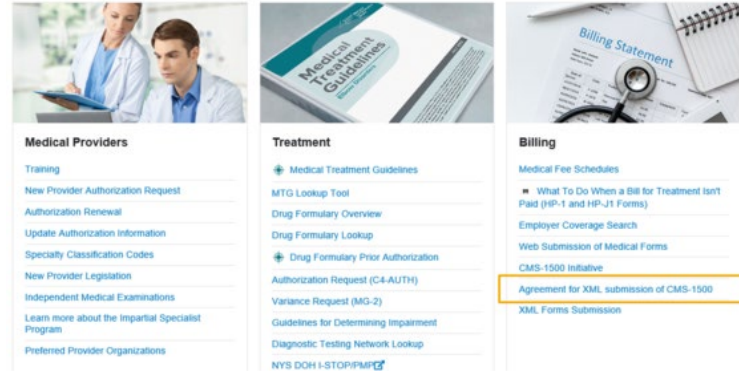 Medical
Treatment
Guidelines
Billing Statement
Medical Providers
Training
New Provider Authorization Request
Authorization Renewal
Update Authorization Information
Specialty Classification Codes
New Provider Legislation
Independent Medical Examinations
Learn more about the Impartial Specialist
Program
Preferred Provider Organizations
Treatment
Medical Treatment Guidelines
MTG Lookup Tool
Drug Formulary Overview
Drug Formulary Lookup
Drug Formulary Prior Authorization
Authorization Request (C4-AUTH)
Variance Request (MG-2)
Guidelines for Determining Impairment
Diagnostic Testing Network Lookup
NYS DOH I-STOP/PMP
Billing
Medical Fee Schedules
What To Do When a Bill for Treatment Isn't
Paid (HP-1 and HP-J1 Forms)
Employer Coverage Search
Web Submission of Medical Forms
CMS-1500 Initiative
Agreement for XML submission of CMS-1500
XML Forms Submission